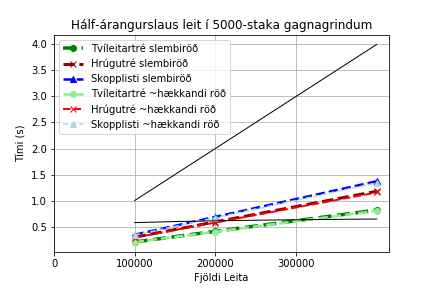 Hálf-árangurslaus leit í 5000-staka gagnagrindum
Tvíleitartré slembiröð
Hrúgutré slembiröð
Skopplisti slembiröð
Tvíleitartré ~hækkandi röð
Hrúgutré ~hækkandi röð
Skopplisti ~hækkandi röð
4.0
3.5
3.0
2.5
2.0
1.5
1.0
0.5
Tími (s)
0
100000
200000
300000
Fjöldi Leita